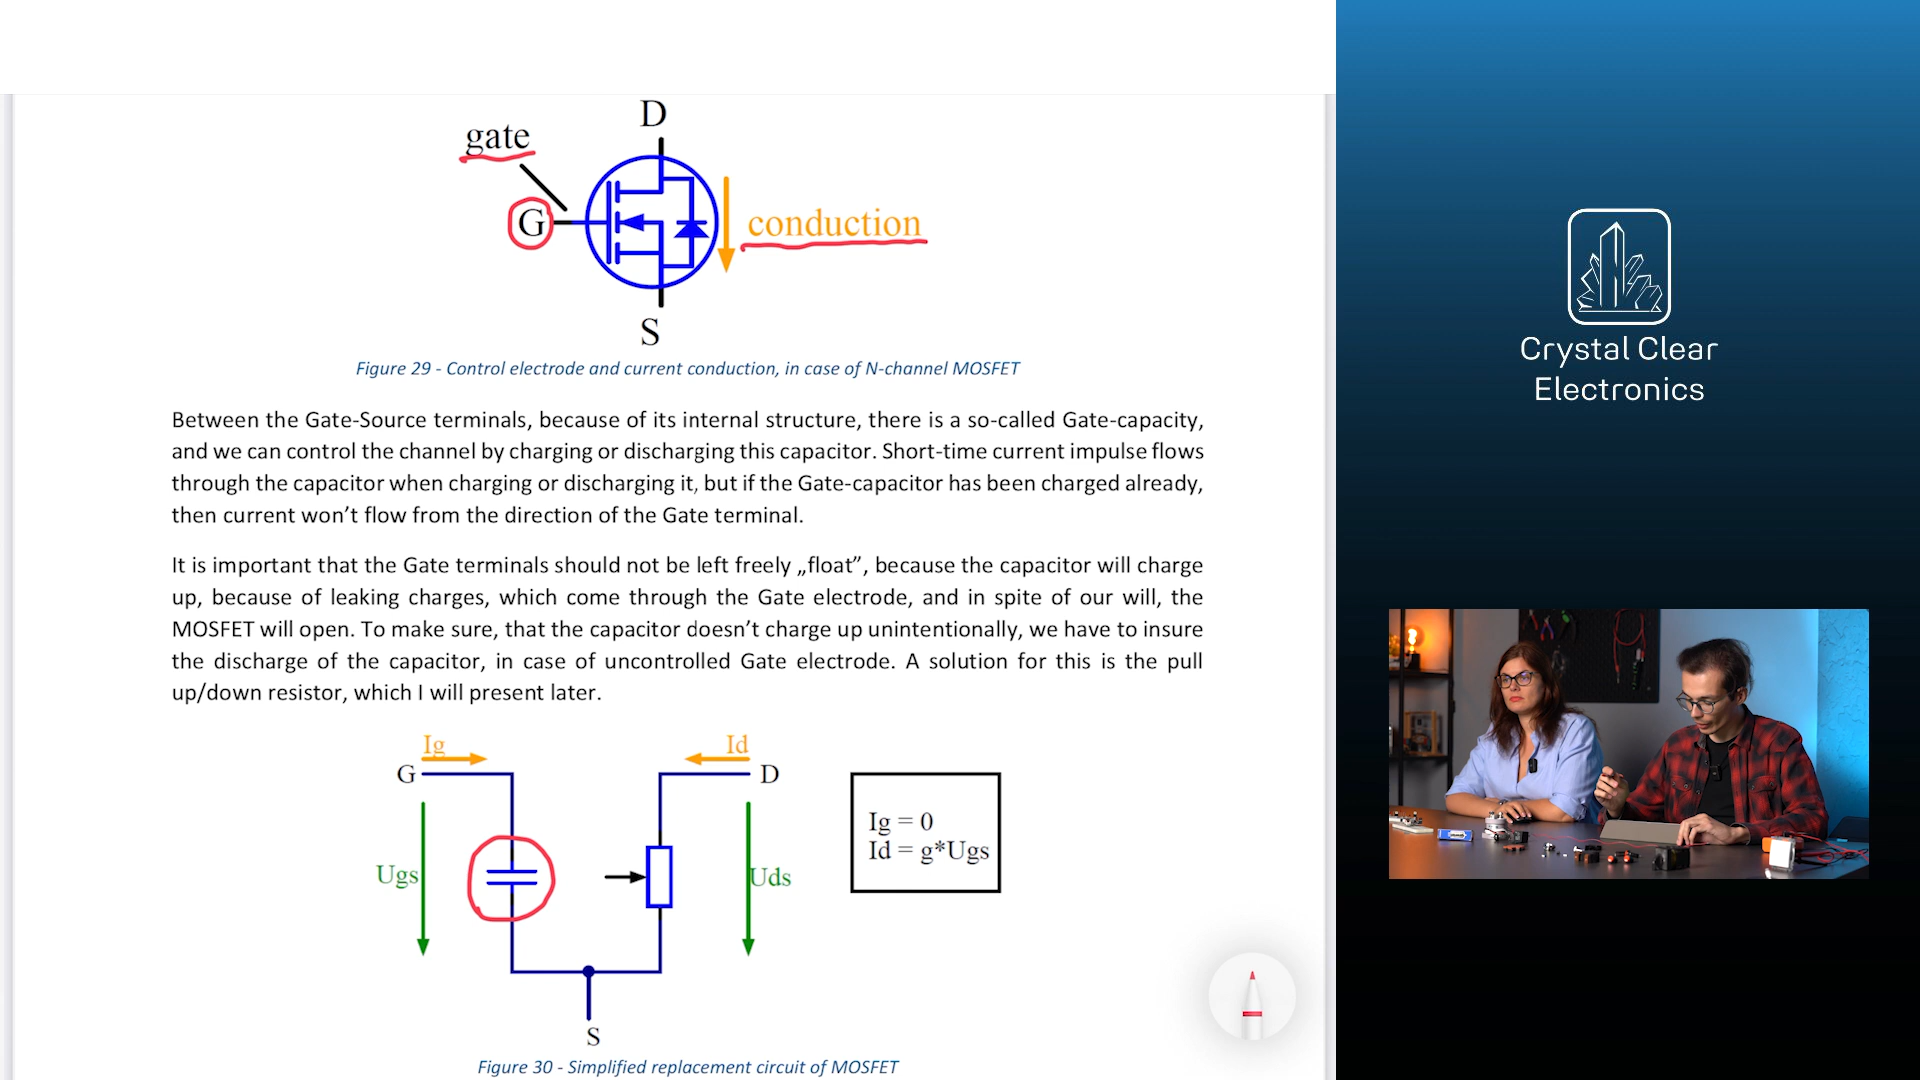 D
gate
G
conduction
S
Figure 29 - Control electrode and current conduction, in case of N-channel MOSFET
Between the Gate-Source terminals, because of its internal structure, there is a so-called Gate-capacity,
and we can control the channel by charging or discharging this capacitor. Short-time current impulse flows
through the capacitor when charging or discharging it, but if the Gate-capacitor has been charged already,
then current won’t flow from the direction of the Gate terminal.
It is important that the Gate terminals should not be left freely „float”, because the capacitor will charge
up, because of leaking charges, which come through the Gate electrode, and in spite of our will, the
MOSFET will open. To make sure, that the capacitor doesn’t charge up unintentionally, we have to insure
the discharge of the capacitor, in case of uncontrolled Gate electrode. A solution for this is the pull
up/down resistor, which I will present later.
Ig
Id
G
D
Ugs
Uds
Ig = 0
Id = g*Ugs
S
Figure 30 - Simplified replacement circuit of MOSFET
Crystal Clear
Electronics